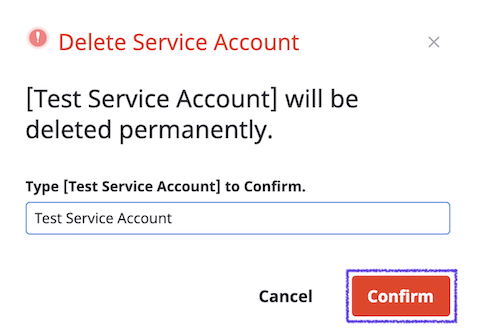 Delete Service Account
[Test Service Account] will be
deleted permanently.
Type [Test Service Account] to Confirm.
Test Service Account
Cancel Confirm